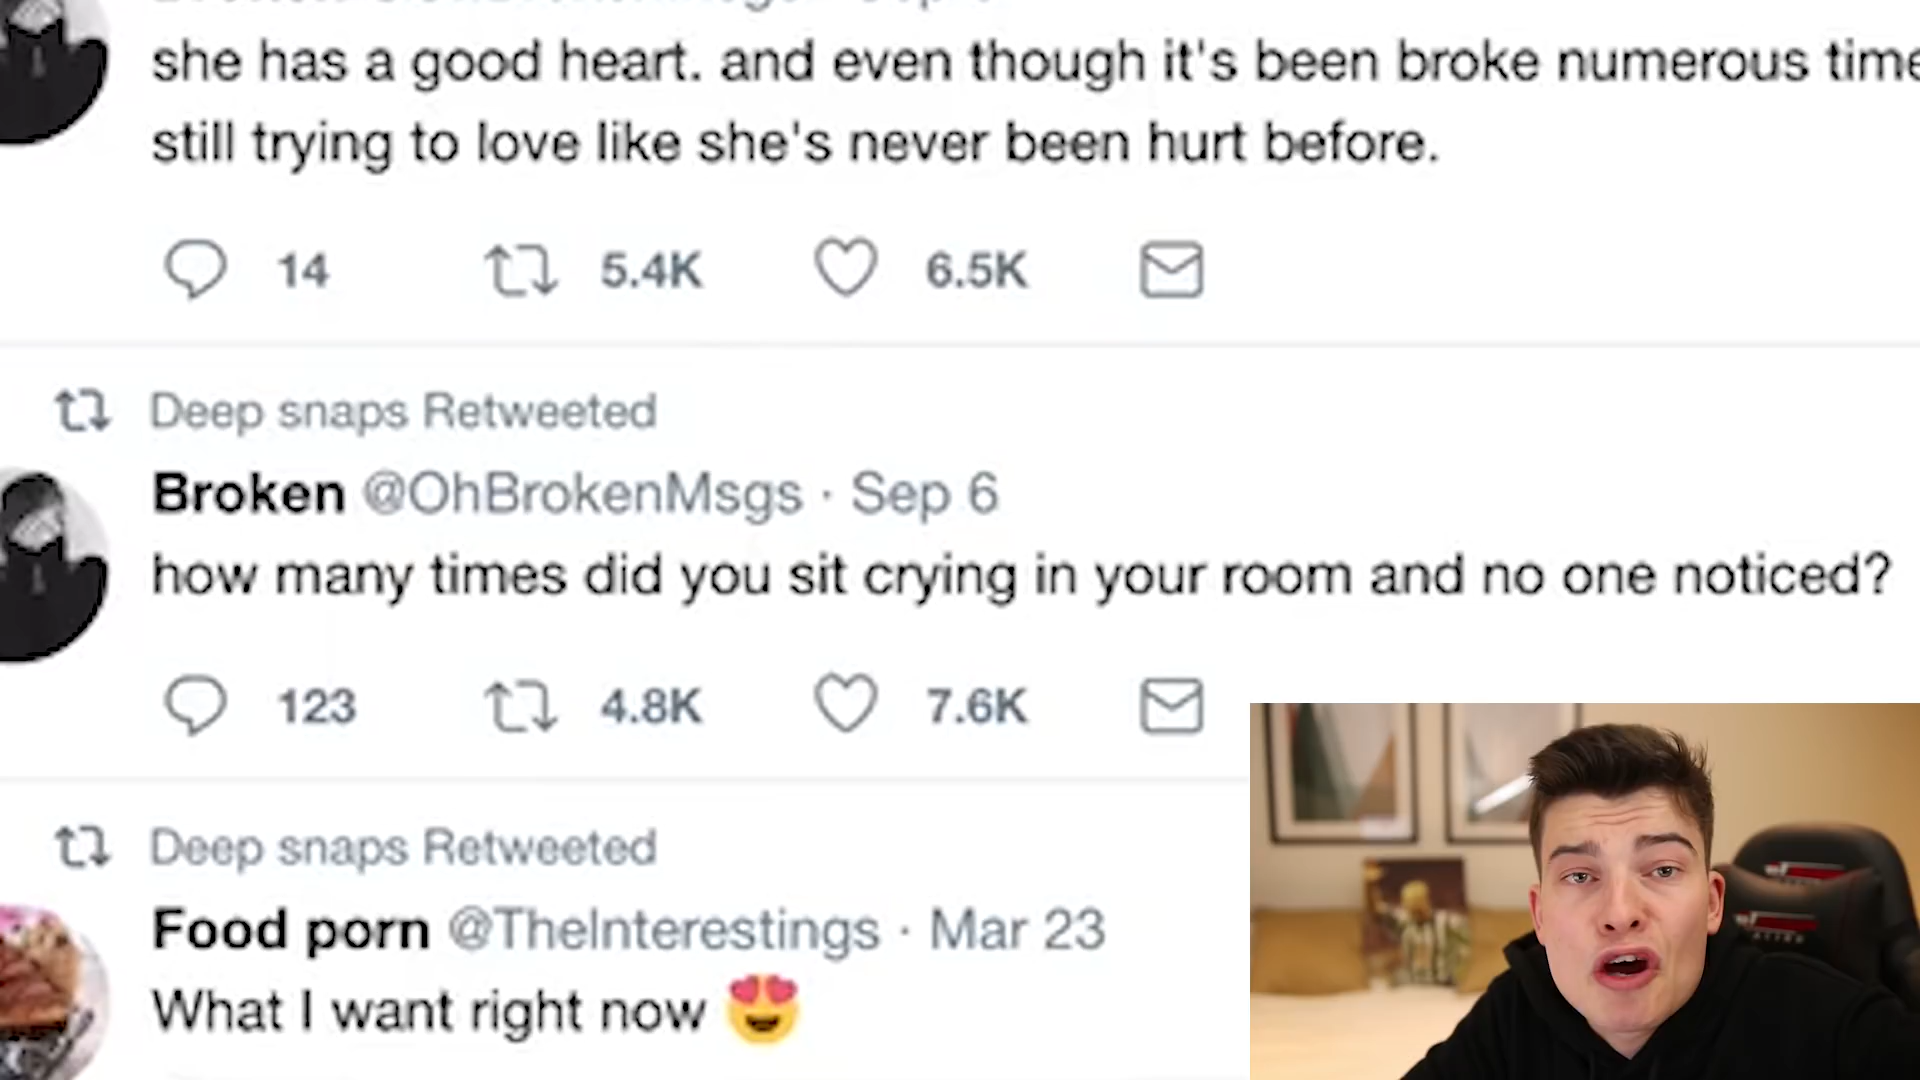 she has a good heart. and even though it's been broke numerous time
still trying to love like she's never been hurt before.
14 5.4K 6.5K
Deep snaps Retweeted
Broken @OhBrokenMsgs · Sep 6
how many times did you sit crying in your room and no one noticed?
123 4.8K 7.6K
Deep snaps Retweeted
Food porn @TheInterestings · Mar 23
What I want right now 😍